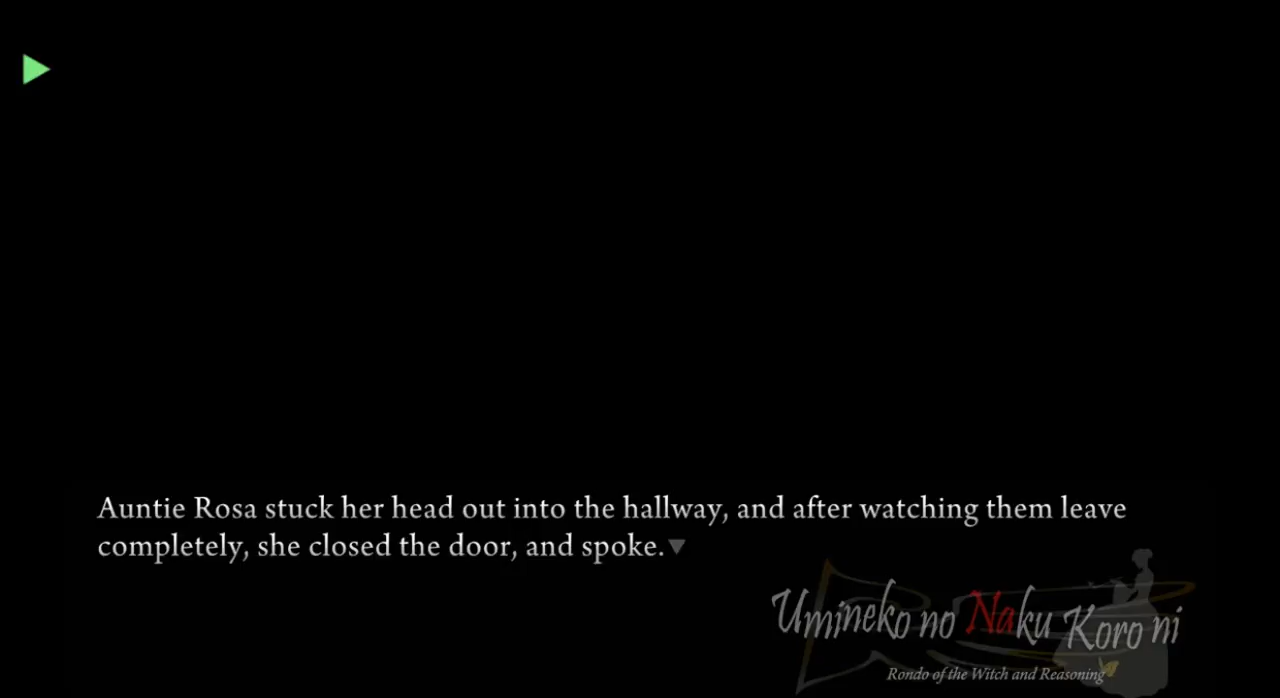 Auntie Rosa stuck her head out into the hallway, and after watching them leave
completely, she closed the door, and spoke.
Umineko no Naku Koro ni
Rondo of the Witch and Reasoning